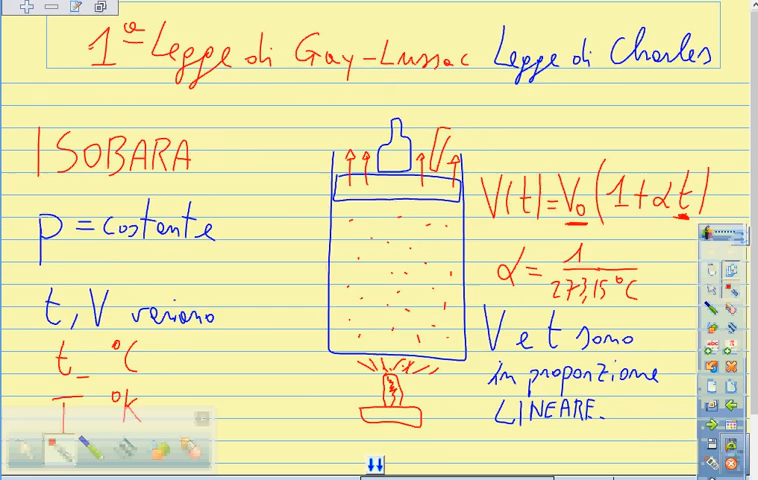 1ª Legge di Gay-Lussac Legge di Charles
ISOBARA
p = costante
t, V variano
t_ °C
T °K
V(t) = V₀ (1 + αt)
α = 1 / 273,15 °C
V e t sono
in proporzione
LINEARE.